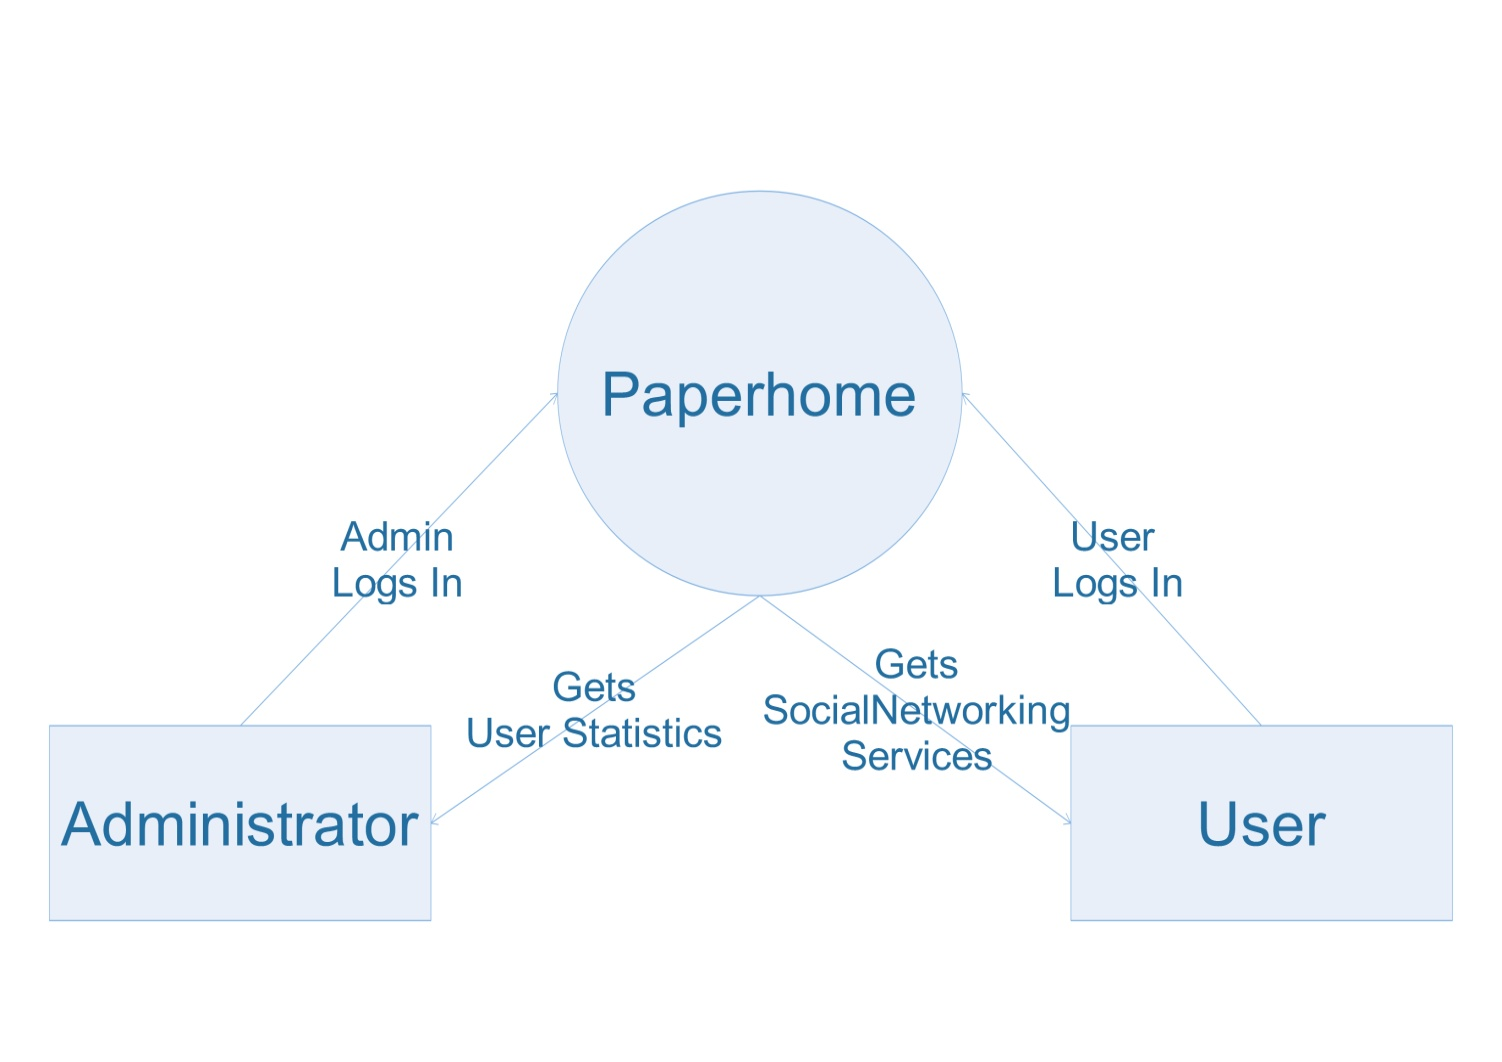 Paperhome
Admin
Logs In
User
Logs In
Gets
User Statistics
Gets
SocialNetworking
Services
Administrator
User